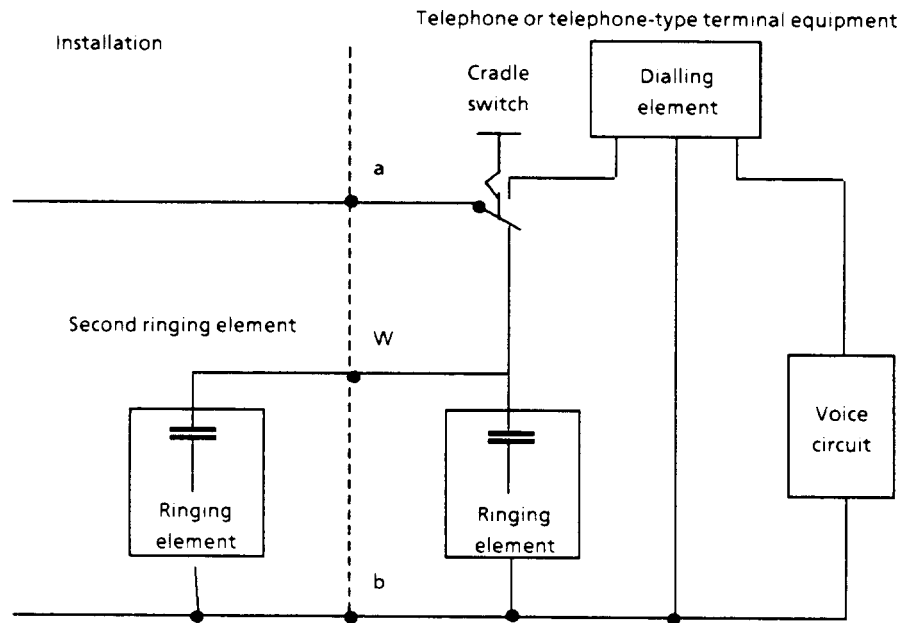 Telephone or telephone-type terminal equipment
Installation
Cradle
switch
Dialling
element
a
Second ringing element
W
Ringing
element
Ringing
element
Voice
circuit
b